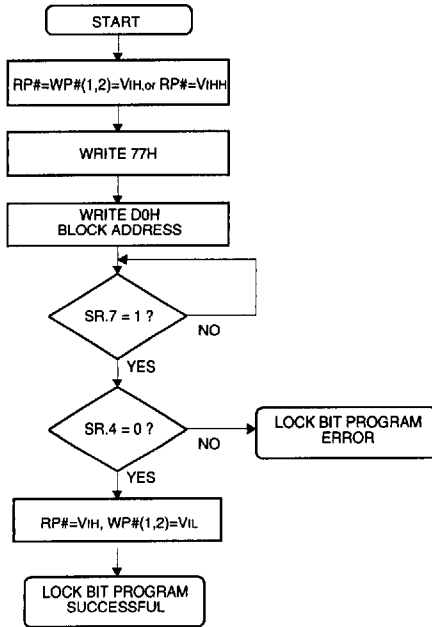 START
RP#=WP#(1,2)=VIH,or RP#=VIHH
WRITE 77H
WRITE D0H
BLOCK ADDRESS
SR.7 = 1 ?
NO
YES
SR.4 = 0 ?
NO
LOCK BIT PROGRAM
ERROR
YES
RP#=VIH, WP#(1,2)=VIL
LOCK BIT PROGRAM
SUCCESSFUL